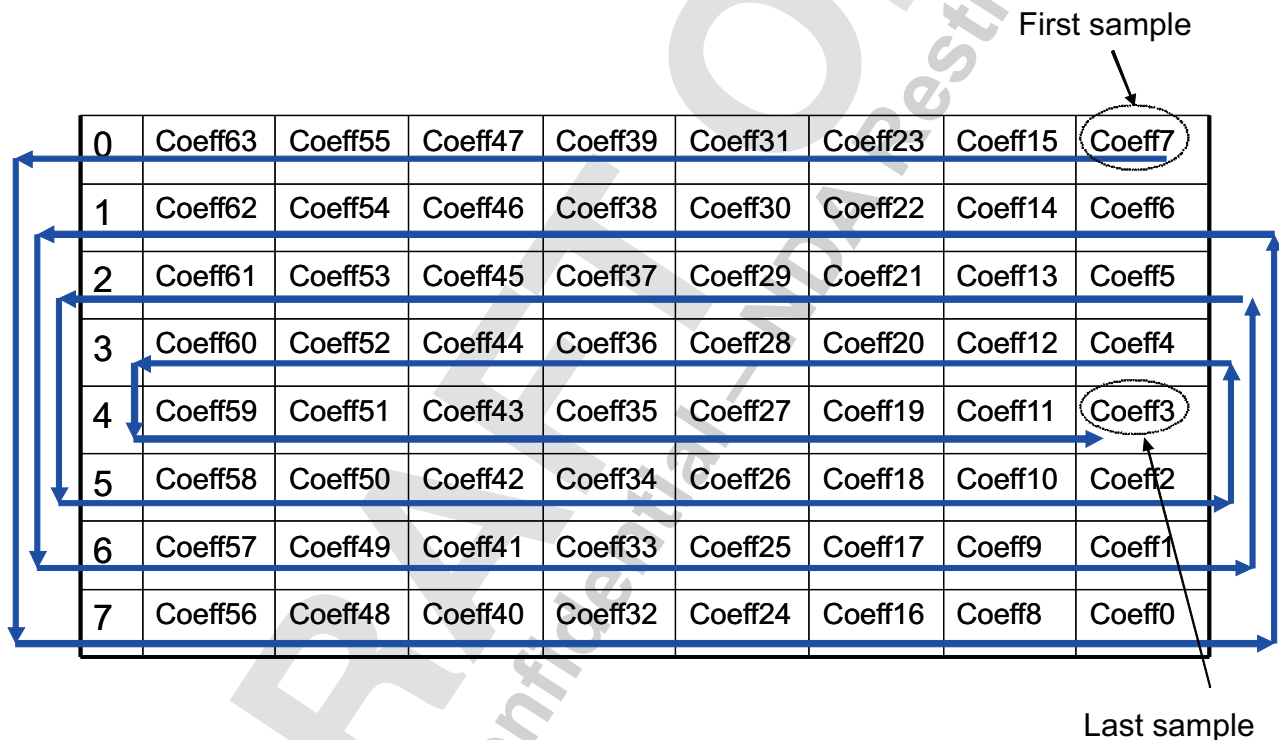 First sample
0 Coeff63 Coeff55 Coeff47 Coeff39 Coeff31 Coeff23 Coeff15 Coeff7
1 Coeff62 Coeff54 Coeff46 Coeff38 Coeff30 Coeff22 Coeff14 Coeff6
2 Coeff61 Coeff53 Coeff45 Coeff37 Coeff29 Coeff21 Coeff13 Coeff5
3 Coeff60 Coeff52 Coeff44 Coeff36 Coeff28 Coeff20 Coeff12 Coeff4
4 Coeff59 Coeff51 Coeff43 Coeff35 Coeff27 Coeff19 Coeff11 Coeff3
5 Coeff58 Coeff50 Coeff42 Coeff34 Coeff26 Coeff18 Coeff10 Coeff2
6 Coeff57 Coeff49 Coeff41 Coeff33 Coeff25 Coeff17 Coeff9 Coeff1
7 Coeff56 Coeff48 Coeff40 Coeff32 Coeff24 Coeff16 Coeff8 Coeff0
Last sample